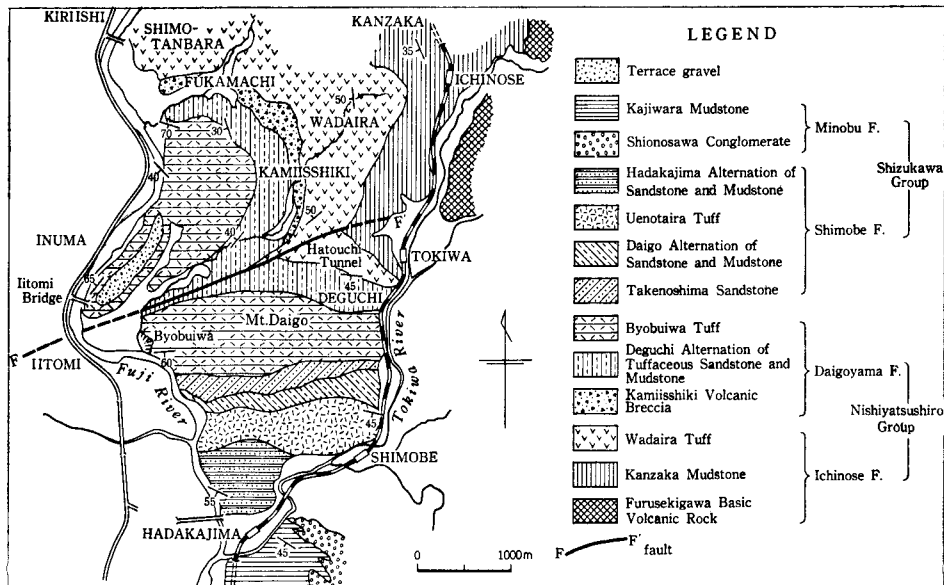 KIRIISHI
SHIMO-
TANBARA
FUKAMACHI
KANZAKA
35
ICHINOSE
50
WADAIRA
70
30
KAMIISSHIKI
40
50
40
F'
INUMA
Hatouchi
Tunnel
TOKIWA
65
Iitomi
Bridge
45
DEGUCHI
Mt.Daigo
Byobuiwa
F
IITOMI
60
Fuji
River
Tokiwa River
45
SHIMOBE
55
HADAKAJIMA
45
0 1000m
LEGEND
Terrace gravel
Kajiwara Mudstone
Shionosawa Conglomerate
Minobu F.
Hadakajima Alternation of
Sandstone and Mudstone
Uenotaira Tuff
Daigo Alternation of
Sandstone and Mudstone
Takenoshima Sandstone
Shimobe F.
Shizukawa
Group
Byobuiwa Tuff
Deguchi Alternation of
Tuffaceous Sandstone and
Mudstone
Kamiisshiki Volcanic
Breccia
Daigoyama F.
Wadaira Tuff
Kanzaka Mudstone
Furusekigawa Basic
Volcanic Rock
Ichinose F.
Nishiyatsushiro
Group
F F' fault